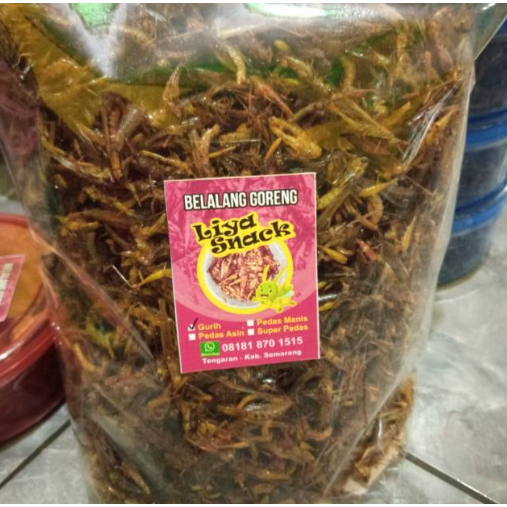 BELALANG GORENG
Liya
Snack
Gurih Pedas Manis
Pedas Asin Super Pedas
08181 870 1515
Tengaran - Kab. Semarang